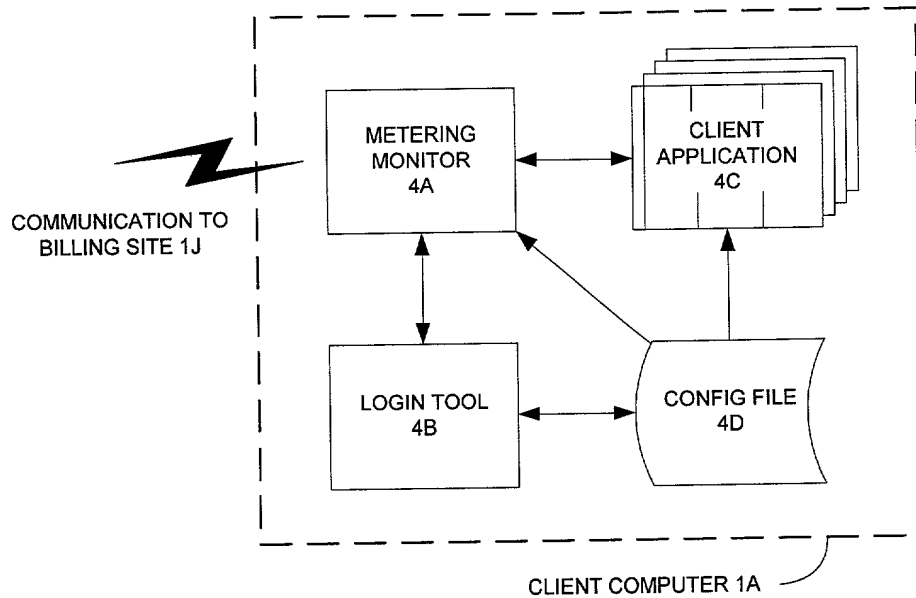 METERING
MONITOR
4A
CLIENT
APPLICATION
4C
COMMUNICATION TO
BILLING SITE 1J
LOGIN TOOL
4B
CONFIG FILE
4D
CLIENT COMPUTER 1A